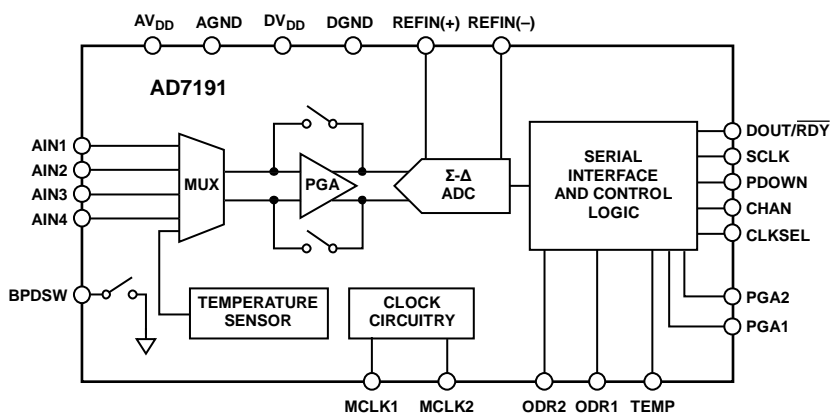 AVDD AGND DVDD DGND REFIN(+) REFIN(–)
AD7191
AIN1
AIN2
AIN3
AIN4
MUX
PGA
Σ-Δ
ADC
SERIAL
INTERFACE
AND CONTROL
LOGIC
DOUT/RDY
SCLK
PDOWN
CHAN
CLKSEL
BPDSW
TEMPERATURE
SENSOR
CLOCK
CIRCUITRY
PGA2
PGA1
MCLK1 MCLK2 ODR2 ODR1 TEMP